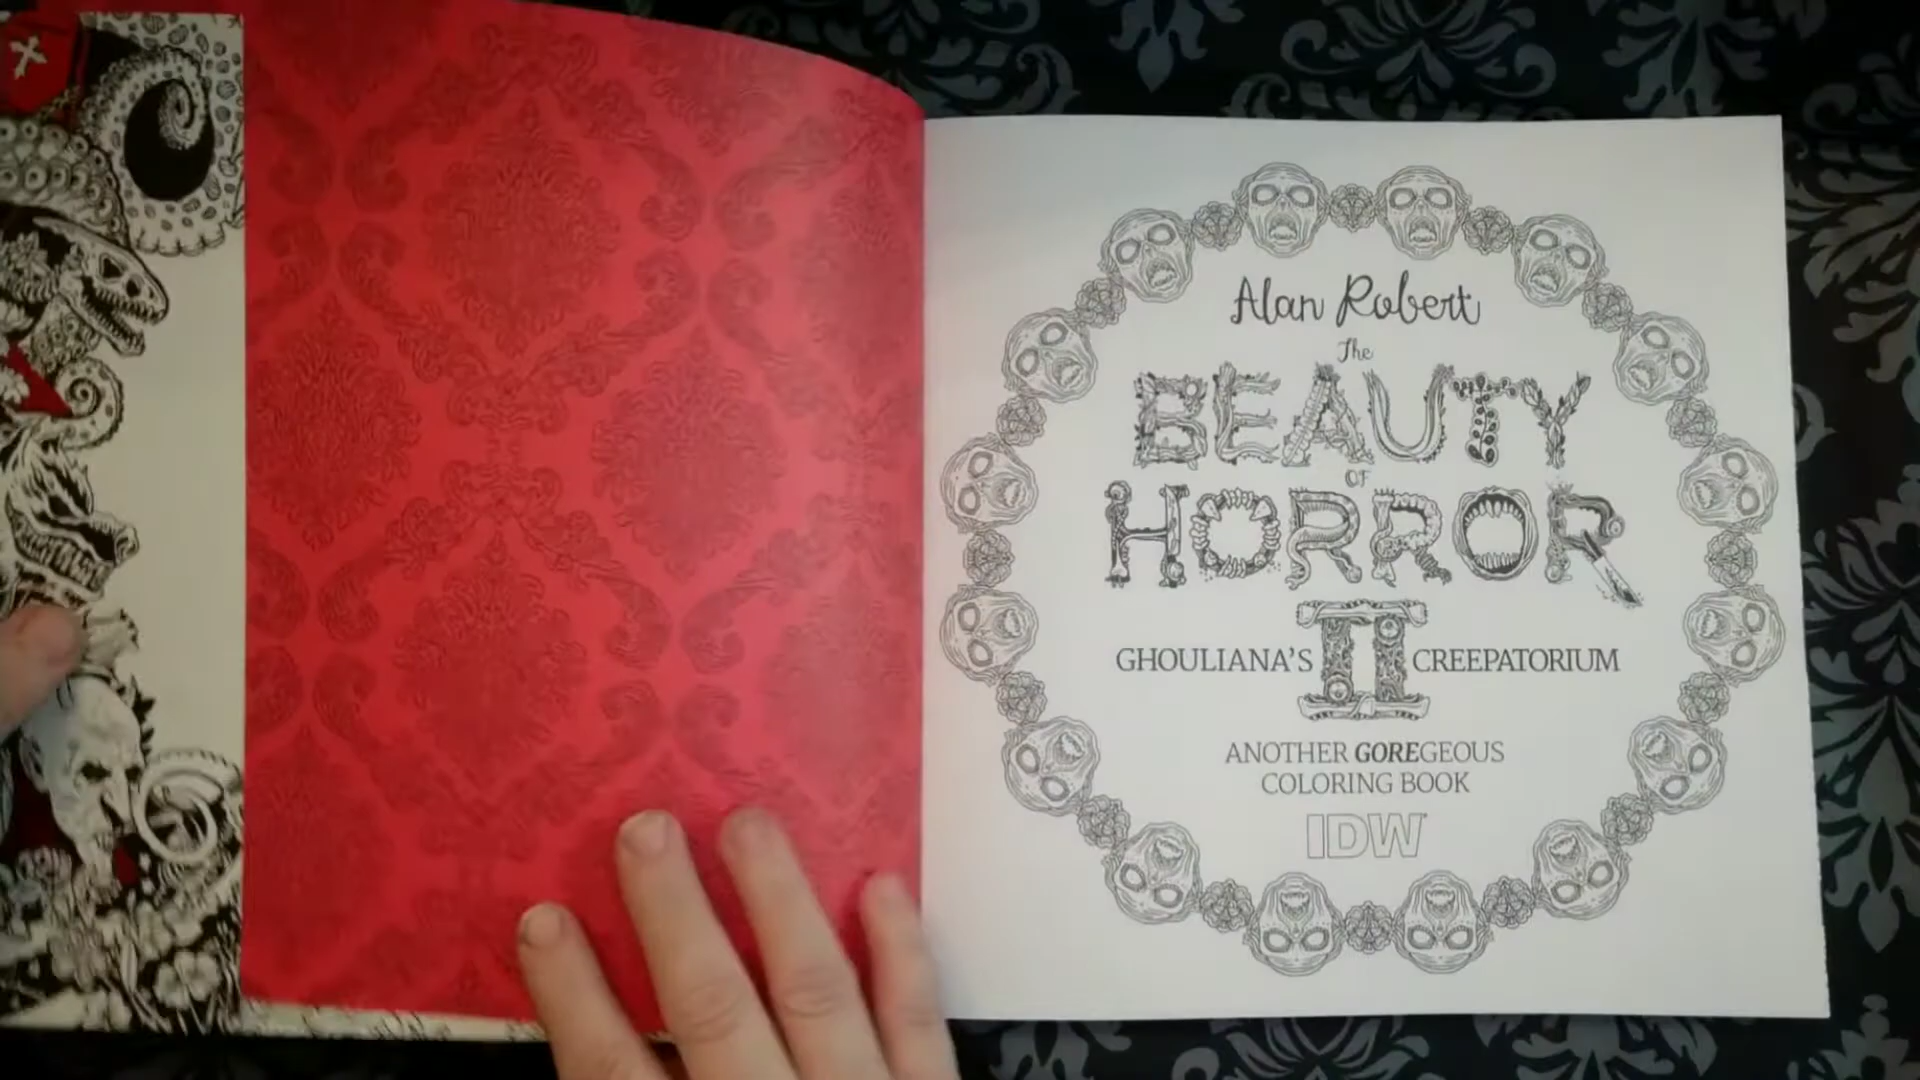 Alan Robert
The
BEAUTY
OF
HORROR
II
GHOULIANA'S CREEPATORIUM
ANOTHER GOREGEOUS
COLORING BOOK
IDW